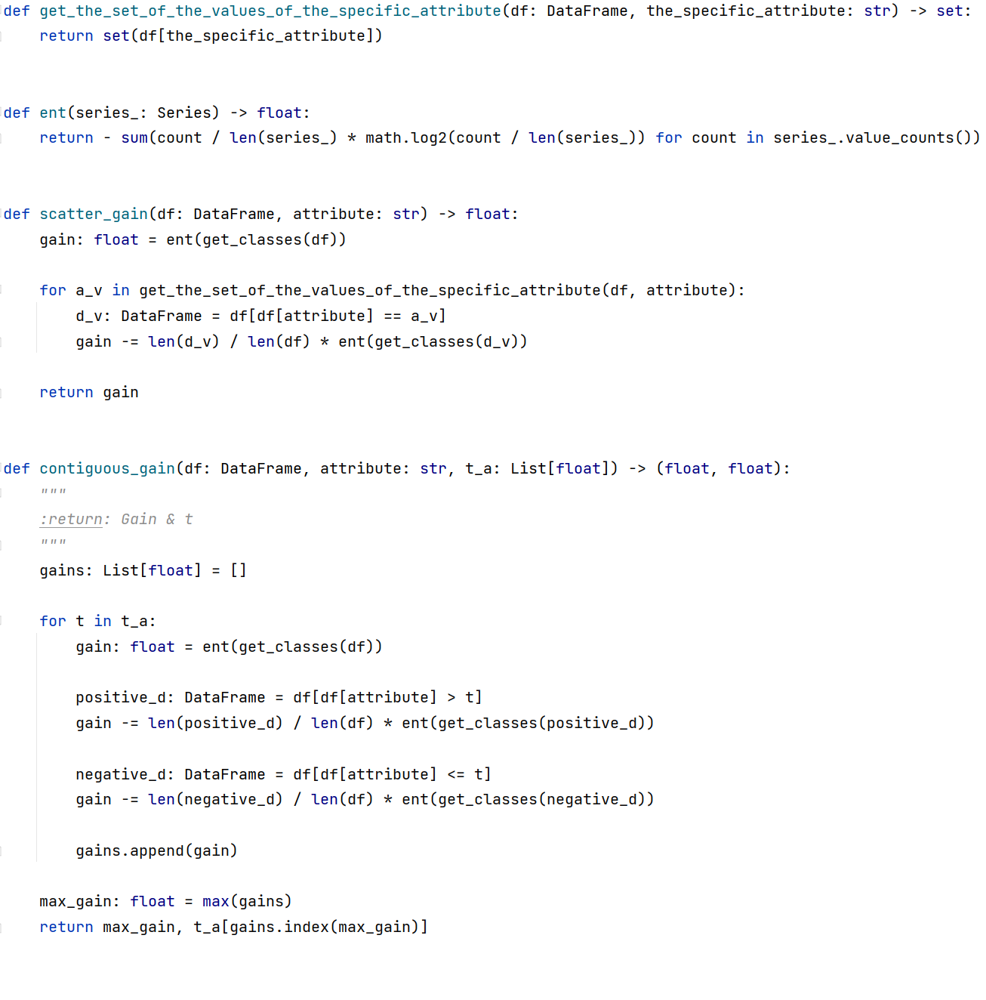 def get_the_set_of_the_values_of_the_specific_attribute(df: DataFrame, the_specific_attribute: str) -> set:
    return set(df[the_specific_attribute])
def ent(series_: Series) -> float:
    return - sum(count / len(series_) * math.log2(count / len(series_)) for count in series_.value_counts())
def scatter_gain(df: DataFrame, attribute: str) -> float:
    gain: float = ent(get_classes(df))
    for a_v in get_the_set_of_the_values_of_the_specific_attribute(df, attribute):
        d_v: DataFrame = df[df[attribute] == a_v]
        gain -= len(d_v) / len(df) * ent(get_classes(d_v))
    return gain
def contiguous_gain(df: DataFrame, attribute: str, t_a: List[float]) -> (float, float):
    """
    :return: Gain & t
    """
    gains: List[float] = []
    for t in t_a:
        gain: float = ent(get_classes(df))
        positive_d: DataFrame = df[df[attribute] > t]
        gain -= len(positive_d) / len(df) * ent(get_classes(positive_d))
        negative_d: DataFrame = df[df[attribute] <= t]
        gain -= len(negative_d) / len(df) * ent(get_classes(negative_d))
        gains.append(gain)
    max_gain: float = max(gains)
    return max_gain, t_a[gains.index(max_gain)]